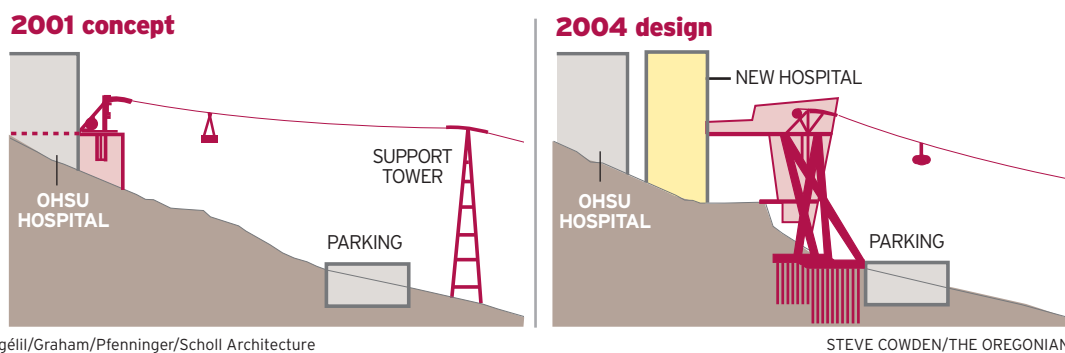 2001 concept
OHSU
HOSPITAL
SUPPORT
TOWER
PARKING
2004 design
NEW HOSPITAL
OHSU
HOSPITAL
PARKING
gélil/Graham/Pfenninger/Scholl Architecture
STEVE COWDEN/THE OREGONIAN